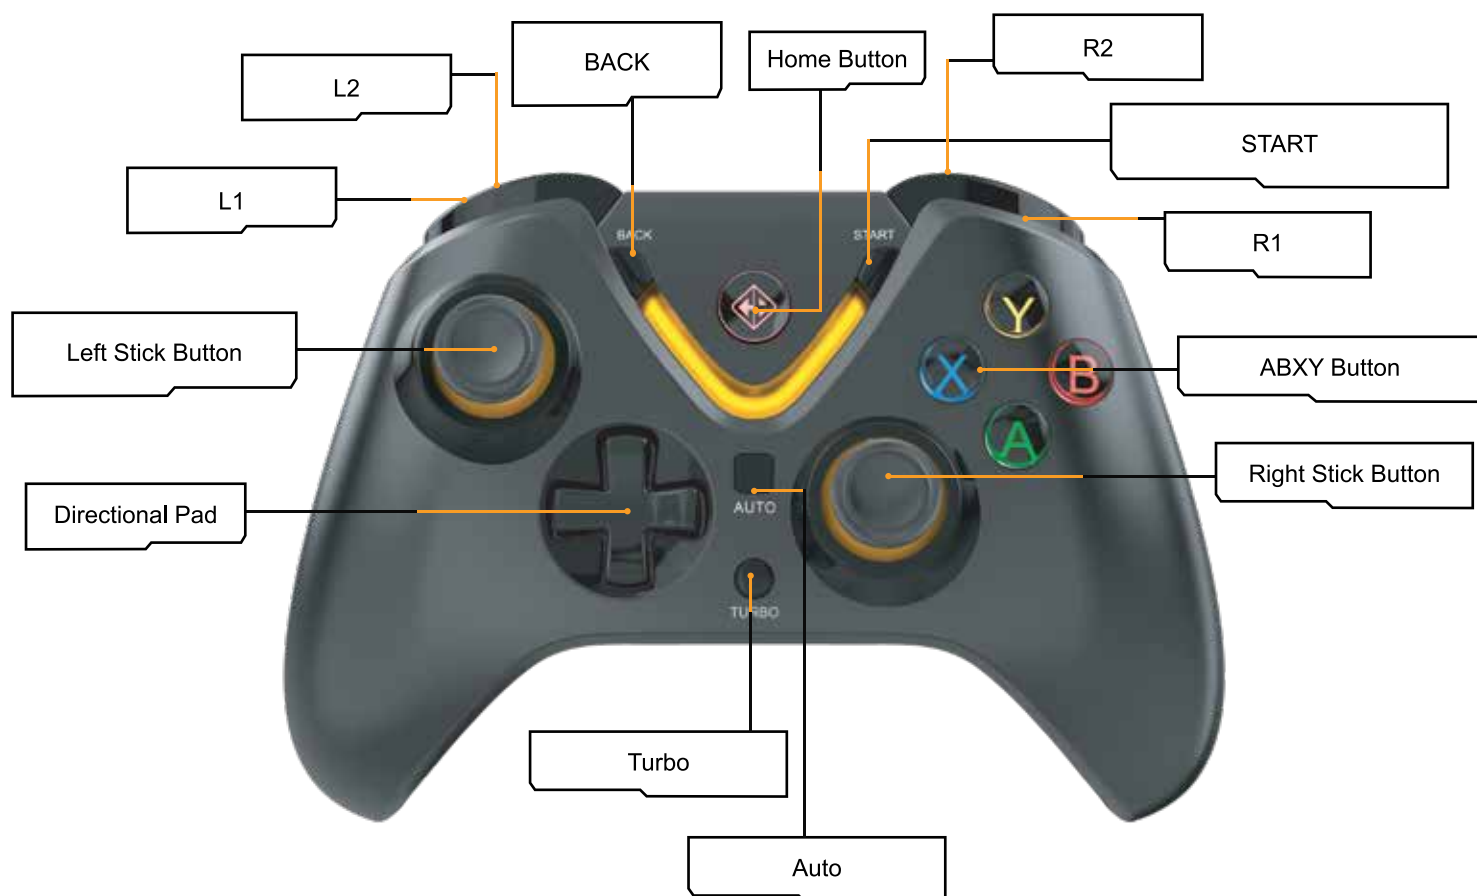 BACK
Home Button
R2
L2
START
L1
R1
BACK
START
Y
Left Stick Button
X
B
ABXY Button
A
Right Stick Button
Directional Pad
AUTO
TURBO
Turbo
Auto